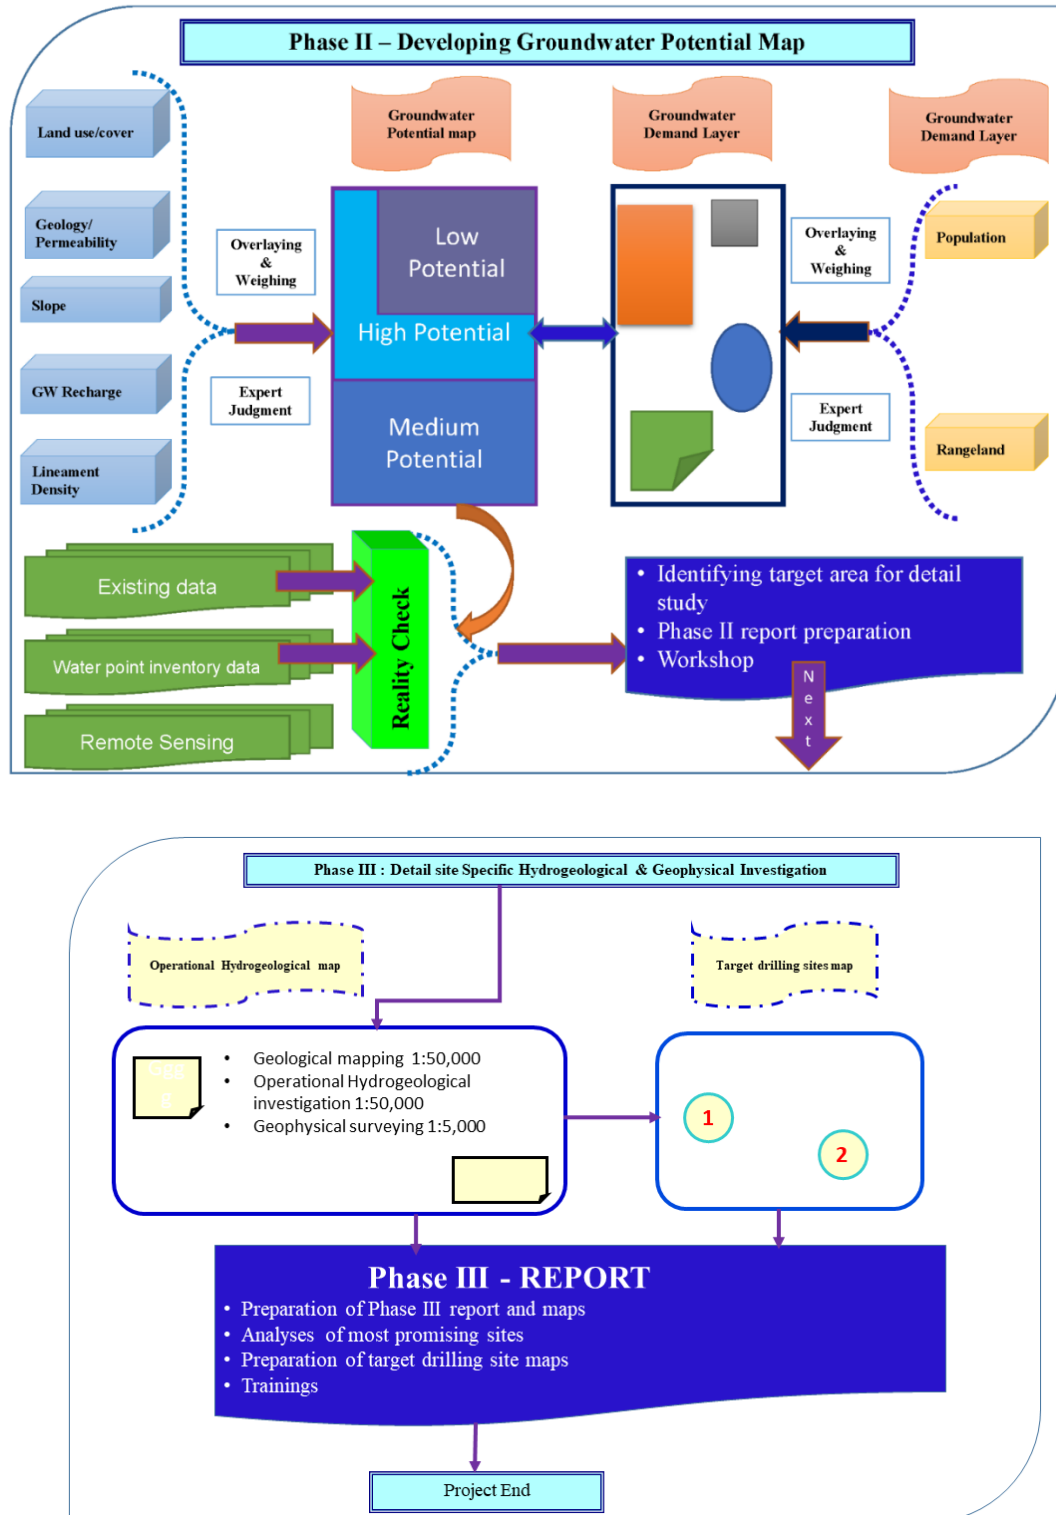 Phase II – Developing Groundwater Potential Map
Land use/cover
Geology/
Permeability
Slope
GW Recharge
Lineament
Density
Overlaying
&
Weighing
Expert
Judgment
Groundwater
Potential map
Low
Potential
High Potential
Medium
Potential
Groundwater
Demand Layer
Groundwater
Demand Layer
Overlaying
&
Weighing
Expert
Judgment
Population
Rangeland
Existing data
Water point inventory data
Remote Sensing
Reality Check
• Identifying target area for detail
study
• Phase II report preparation
• Workshop
N
e
x
t
Phase III : Detail site Specific Hydrogeological & Geophysical Investigation
Operational Hydrogeological map
Target drilling sites map
• Geological mapping 1:50,000
• Operational Hydrogeological
investigation 1:50,000
• Geophysical surveying 1:5,000
1
2
Phase III - REPORT
• Preparation of Phase III report and maps
• Analyses of most promising sites
• Preparation of target drilling site maps
• Trainings
Project End